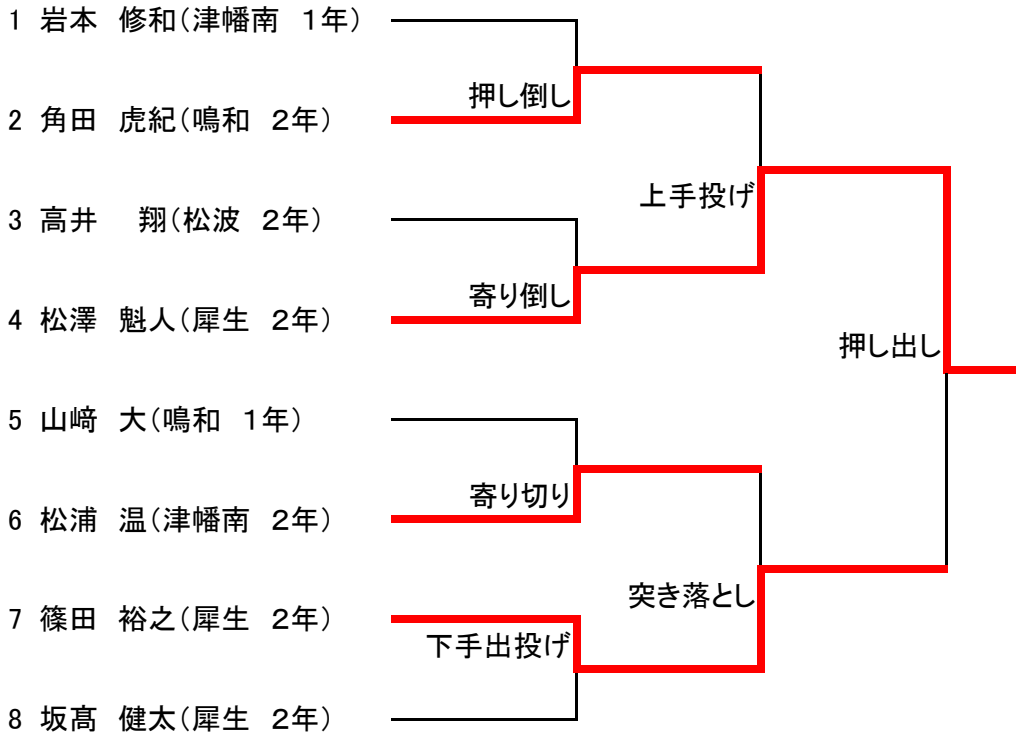 1 岩本 修和(津幡南 1年)
押し倒し
2 角田 虎紀(鳴和 2年)
上手投げ
3 高井 翔(松波 2年)
寄り倒し
4 松澤 魁人(犀生 2年)
押し出し
5 山﨑 大(鳴和 1年)
寄り切り
6 松浦 温(津幡南 2年)
突き落とし
7 篠田 裕之(犀生 2年)
下手出投げ
8 坂髙 健太(犀生 2年)